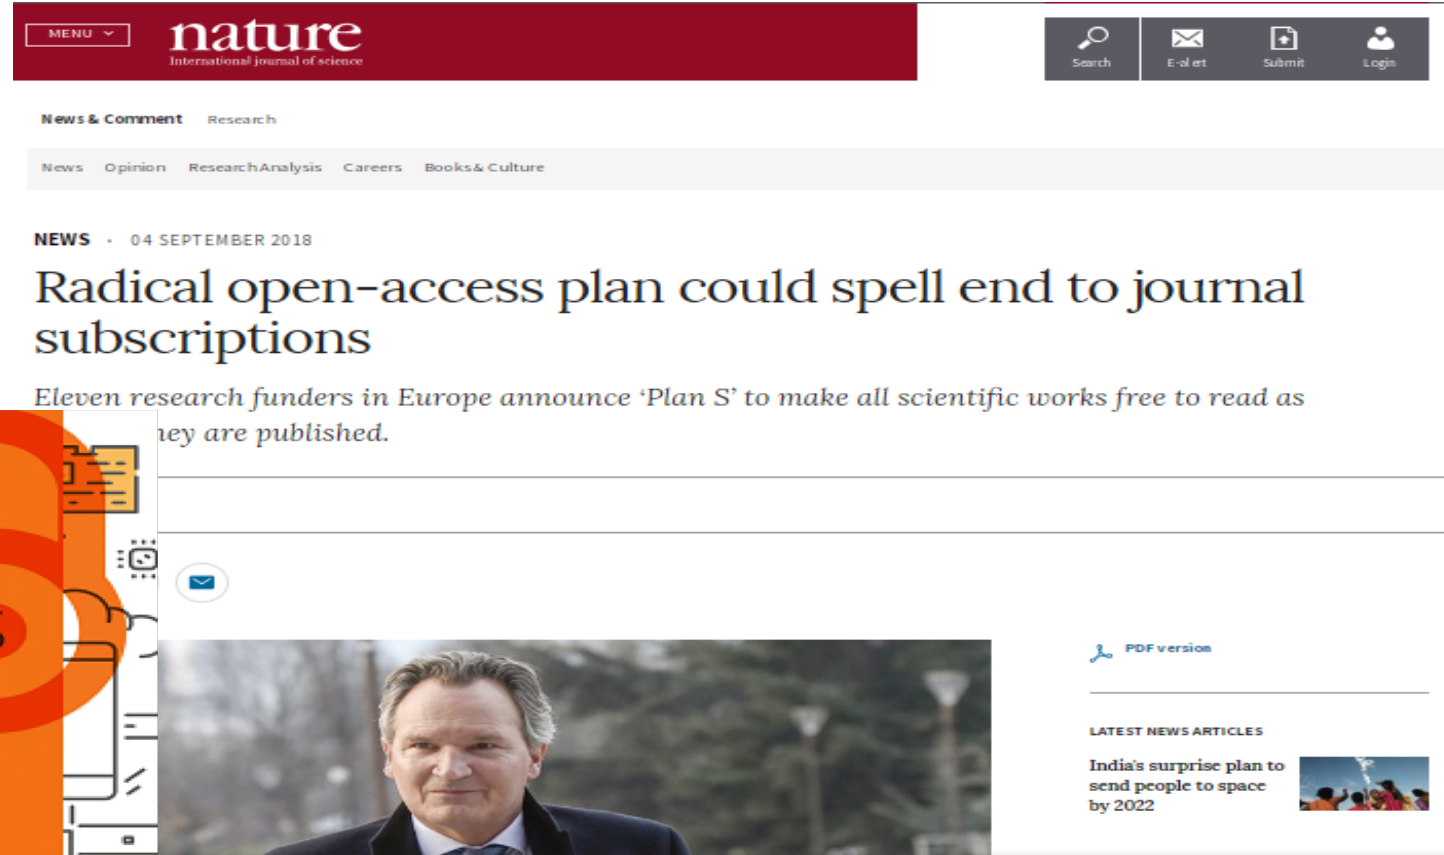 MENU
nature
International journal of science
Search
E-alert
Submit
Login
News & Comment Research
News Opinion Research Analysis Careers Books & Culture
NEWS · 04 SEPTEMBER 2018
Radical open-access plan could spell end to journal
subscriptions
Eleven research funders in Europe announce ‘Plan S’ to make all scientific works free to read as
hey are published.
PDF version
LATEST NEWS ARTICLES
India's surprise plan to
send people to space
by 2022